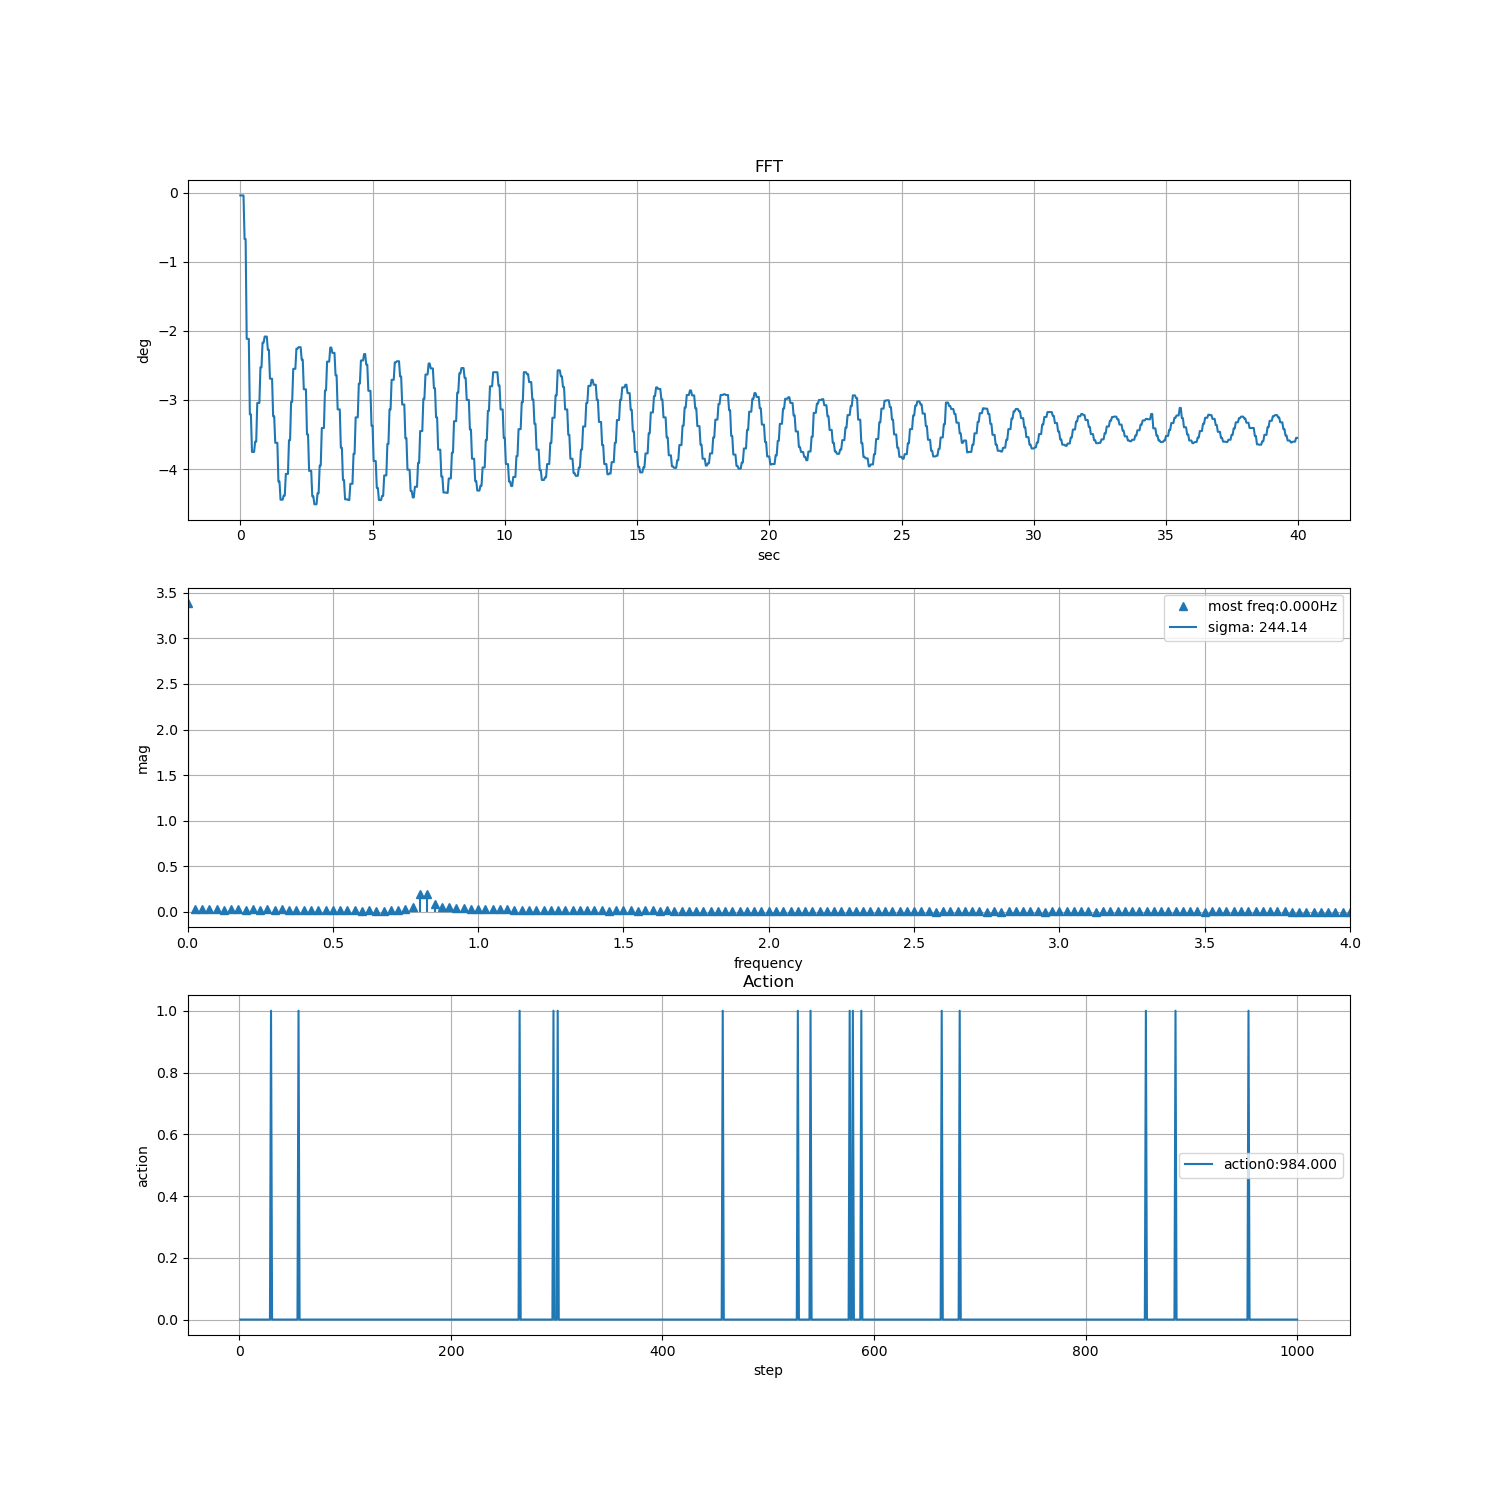 FFT
0
−1
−2
−3
−4
deg
0 5 10 15 20 25 30 35 40
sec
3.5
3.0
2.5
2.0
1.5
1.0
0.5
0.0
mag
most freq:0.000Hz
sigma: 244.14
0.0 0.5 1.0 1.5 2.0 2.5 3.0 3.5 4.0
frequency
Action
1.0
0.8
0.6
0.4
0.2
0.0
action
action0:984.000
0 200 400 600 800 1000
step